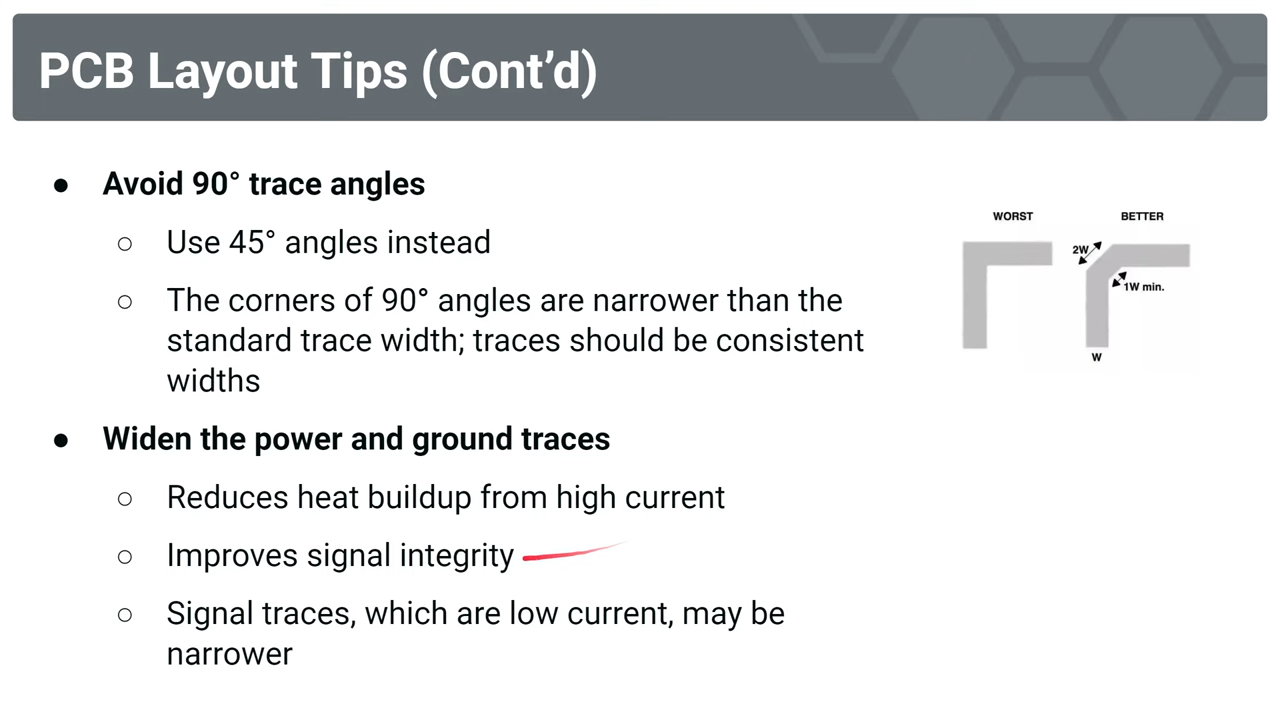 PCB Layout Tips (Cont’d)
● Avoid 90° trace angles
○ Use 45° angles instead
○ The corners of 90° angles are narrower than the
standard trace width; traces should be consistent
widths
● Widen the power and ground traces
○ Reduces heat buildup from high current
○ Improves signal integrity
○ Signal traces, which are low current, may be
narrower
WORST
BETTER
2W
1W min.
W